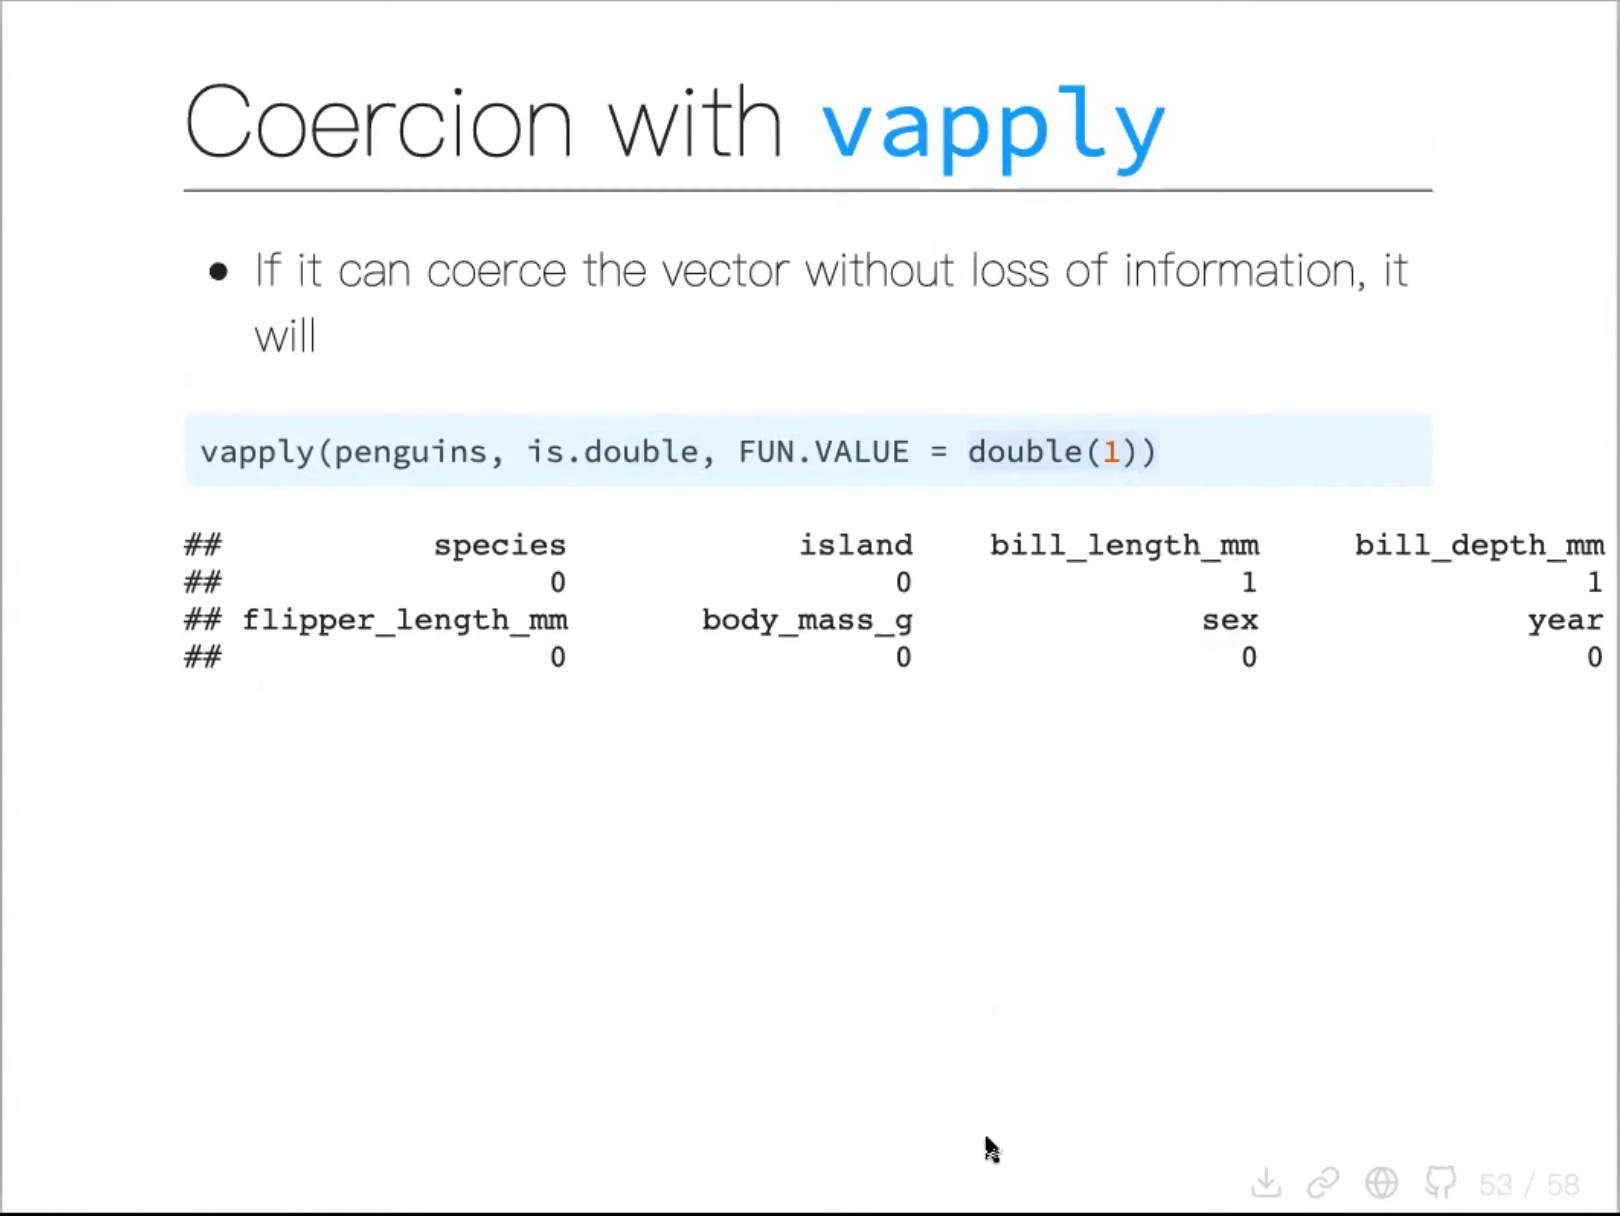 Coercion with vapply
• If it can coerce the vector without loss of information, it
will
vapply(penguins, is.double, FUN.VALUE = double(1))
##           species            island    bill_length_mm     bill_depth_mm
##                 0                 0                 1                 1
## flipper_length_mm       body_mass_g               sex              year
##                 0                 0                 0                 0
53 / 58